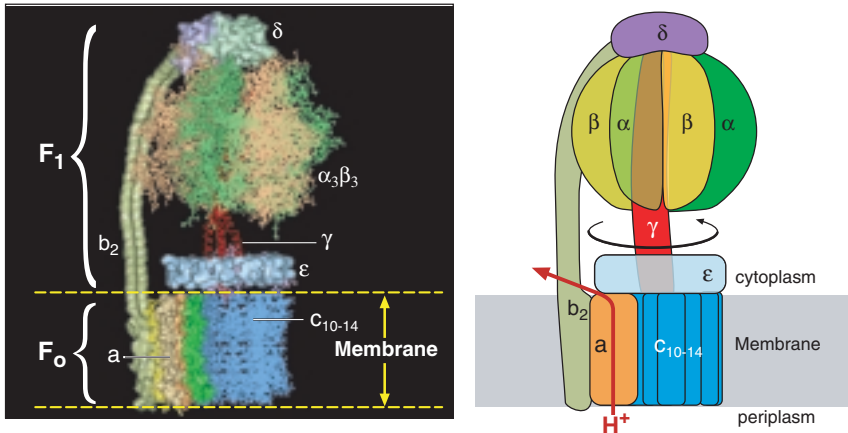 δ
F₁
α₃β₃
b₂
γ
ε
c₁₀₋₁₄
Membrane
Fₒ
a
δ
β
α
β
α
γ
ε
cytoplasm
b₂
a
c₁₀₋₁₄
Membrane
H⁺
periplasm